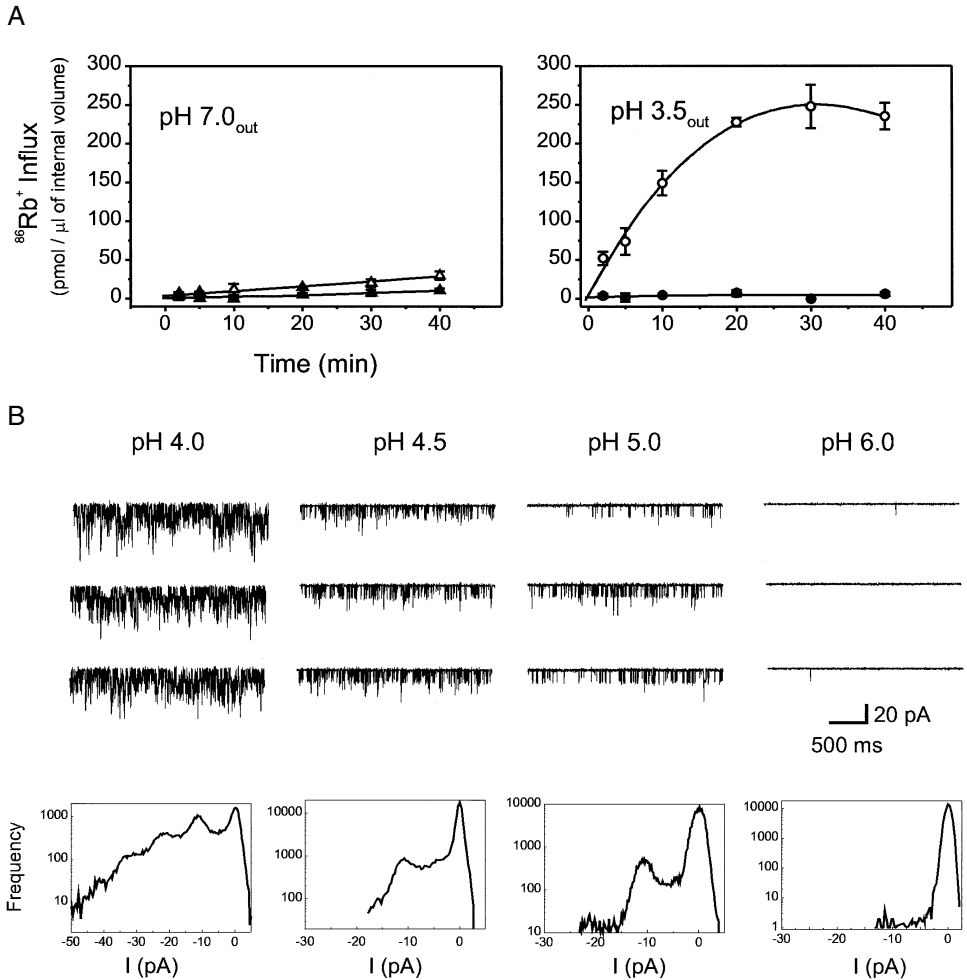 A
300
250
200
150
100
50
0
⁸⁶Rb⁺ Influx
(pmol / µl of internal volume)
pH 7.0out
0 10 20 30 40
Time (min)
300
250
200
150
100
50
0
pH 3.5out
0 10 20 30 40
B
pH 4.0 pH 4.5 pH 5.0 pH 6.0
20 pA
500 ms
Frequency
1000
100
10
-50 -40 -30 -20 -10 0
I (pA)
10000
1000
100
-30 -20 -10 0
I (pA)
10000
1000
100
10
-30 -20 -10 0
I (pA)
10000
1000
100
10
1
-30 -20 -10 0
I (pA)